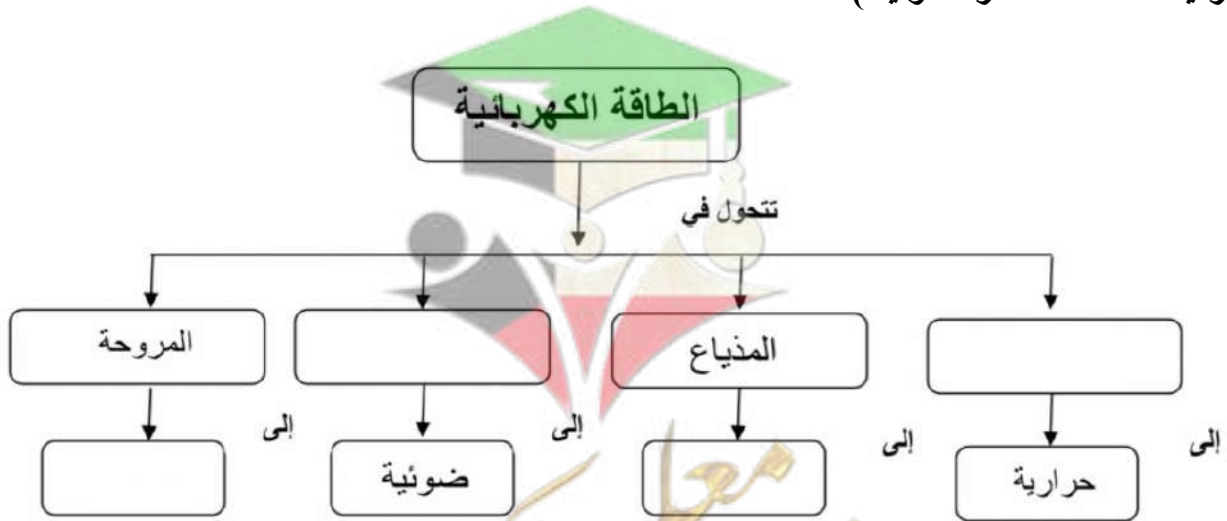 الطاقة الكهربائية
تتحول في
المذياع المروحة
إلى إلى إلى إلى
حرارية ضوئية